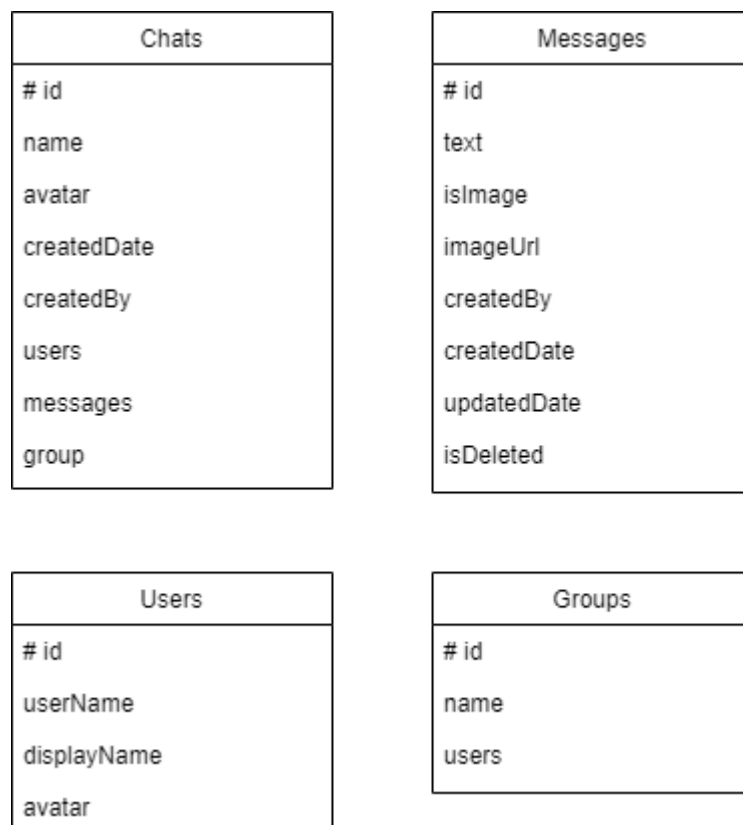 Chats
# id
name
avatar
createdDate
createdBy
users
messages
group
Messages
# id
text
isImage
imageUrl
createdBy
createdDate
updatedDate
isDeleted
Users
# id
userName
displayName
avatar
Groups
# id
name
users